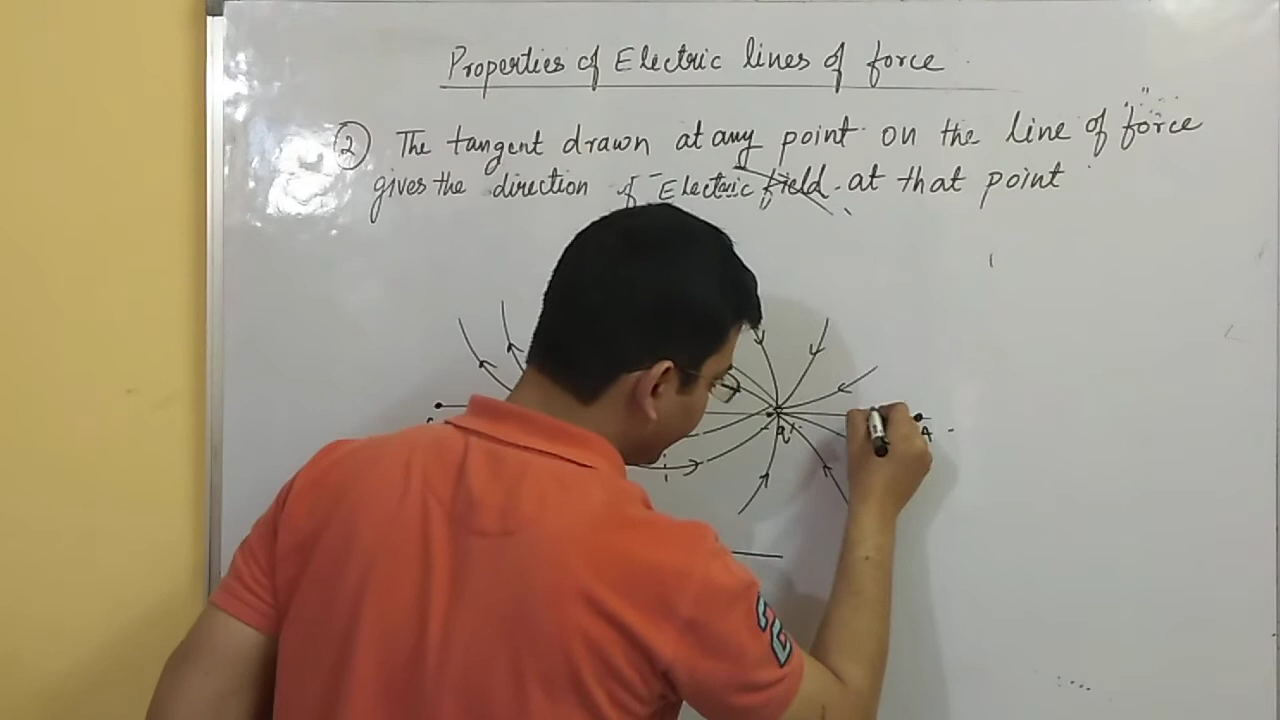 Properties of Electric lines of force
② The tangent drawn at any point on the line of force
gives the direction of Electric field at that point
A